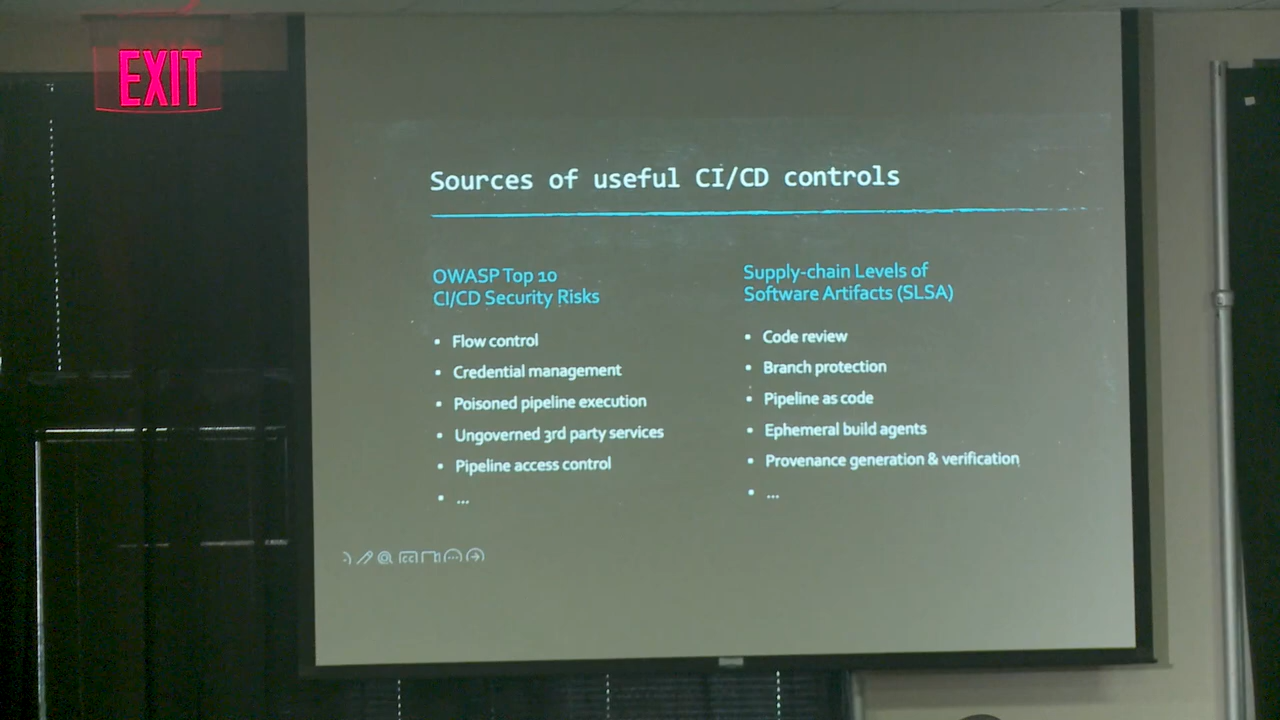 EXIT
Sources of useful CI/CD controls
OWASP Top 10
CI/CD Security Risks
• Flow control
• Credential management
• Poisoned pipeline execution
• Ungoverned 3rd party services
• Pipeline access control
• ...
Supply-chain Levels of
Software Artifacts (SLSA)
• Code review
• Branch protection
• Pipeline as code
• Ephemeral build agents
• Provenance generation & verification
• ...
CC